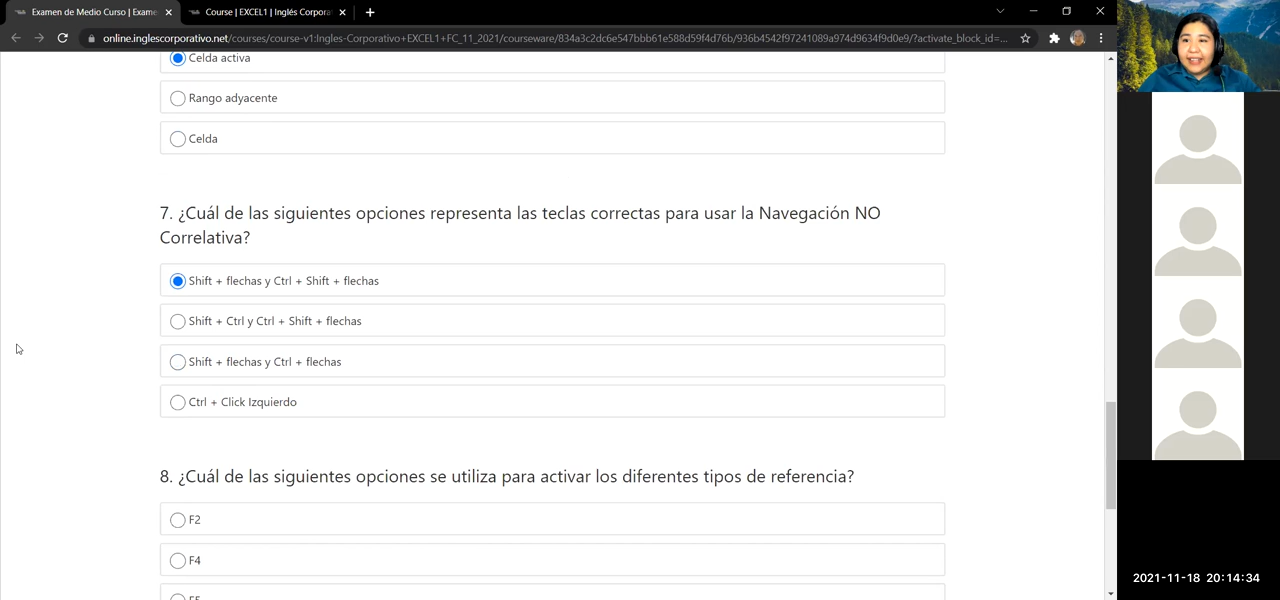 Examen de Medio Curso | Exame
Course | EXCEL1 | Inglés Corpora
online.inglescorporativo.net/courses/course-v1:Ingles-Corporativo+EXCEL1+FC_11_2021/courseware/834a3c2dc6e547bbb61e588d59f4d76b/936b4542f97241089a974d9634f9d0e9/?activate_block_id=...
Celda activa
Rango adyacente
Celda
7. ¿Cuál de las siguientes opciones representa las teclas correctas para usar la Navegación NO
Correlativa?
Shift + flechas y Ctrl + Shift + flechas
Shift + Ctrl y Ctrl + Shift + flechas
Shift + flechas y Ctrl + flechas
Ctrl + Click Izquierdo
8. ¿Cuál de las siguientes opciones se utiliza para activar los diferentes tipos de referencia?
F2
F4
F5
2021-11-18 20:14:34